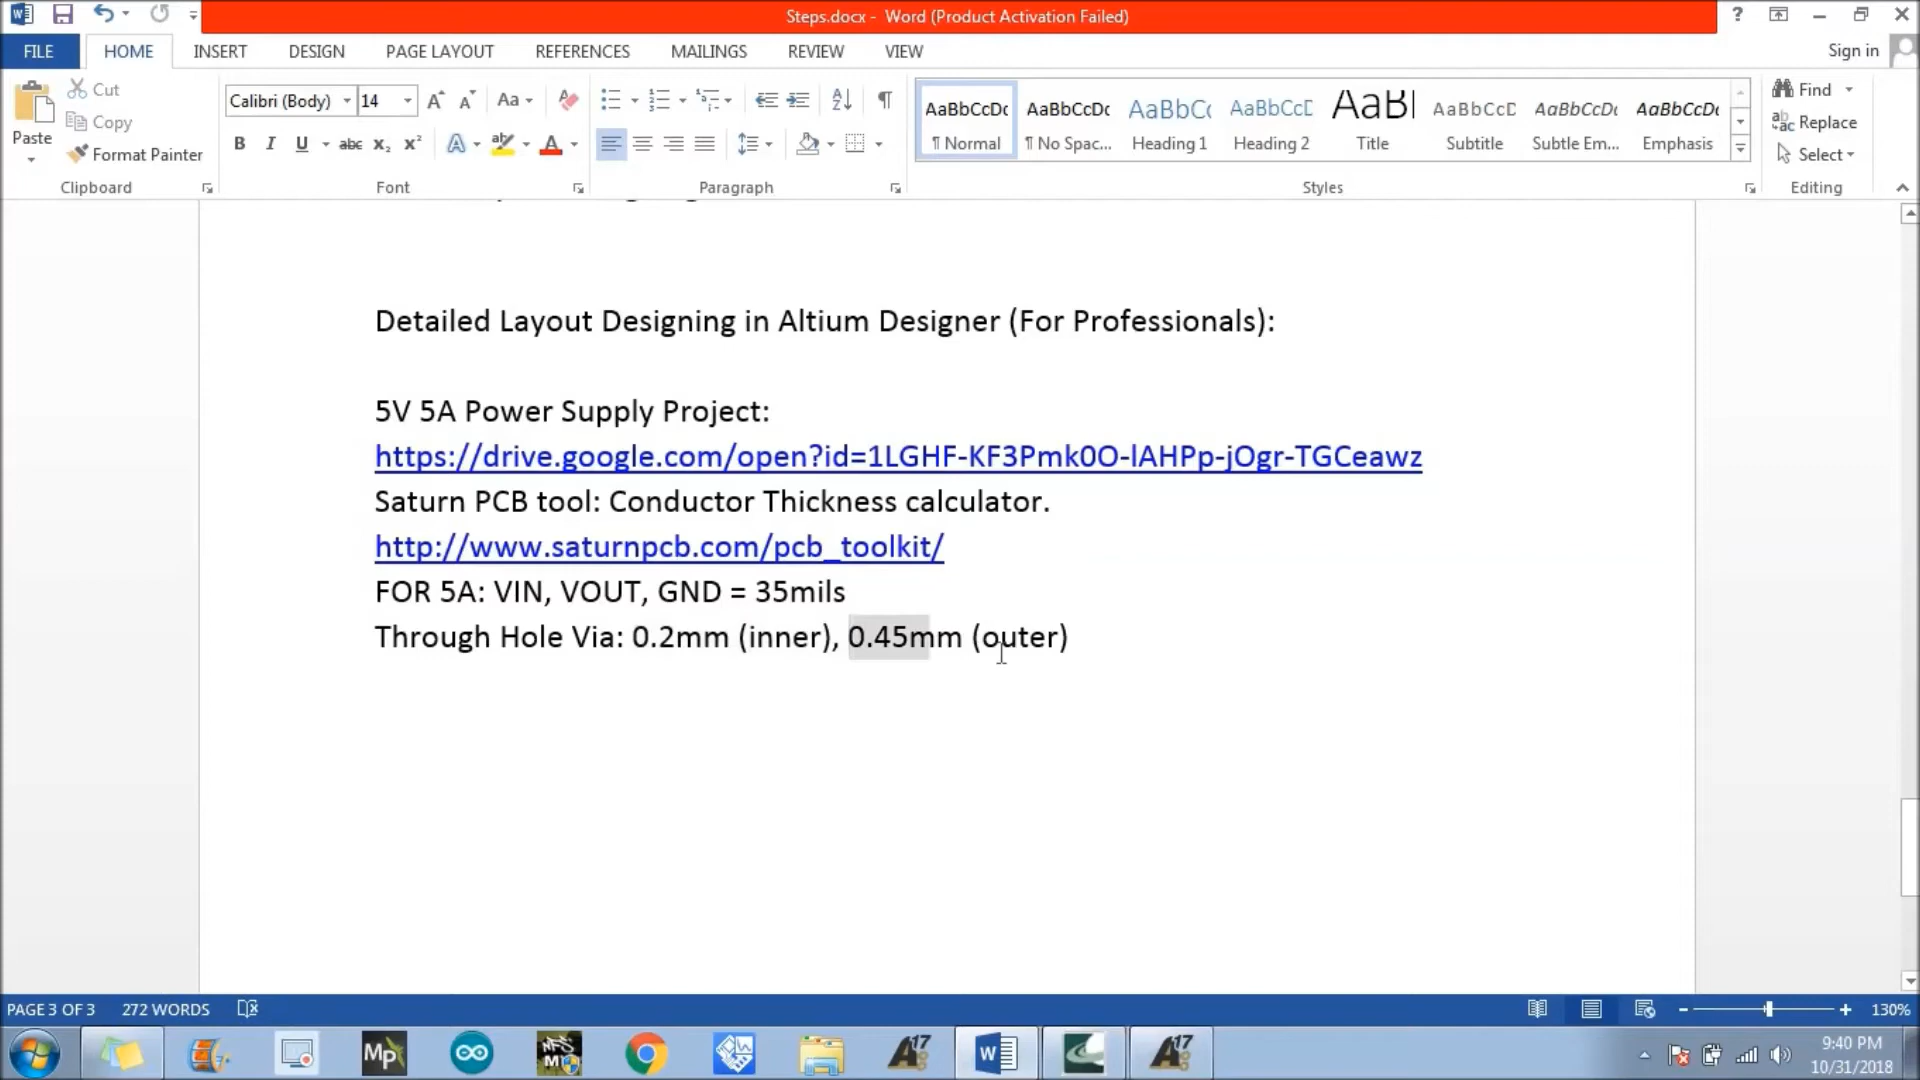 Steps.docx - Word (Product Activation Failed)
FILE HOME INSERT DESIGN PAGE LAYOUT REFERENCES MAILINGS REVIEW VIEW Sign in
Paste
Cut
Copy
Format Painter
Clipboard
Calibri (Body) 14
Font
Paragraph
AaBbCcDc AaBbCcDc AaBbC( AaBbCcD AaBl AaBbCcD AaBbCcDc AaBbCcDc
¶ Normal ¶ No Spac... Heading 1 Heading 2 Title Subtitle Subtle Em... Emphasis
Styles
Find
Replace
Select
Editing
Detailed Layout Designing in Altium Designer (For Professionals):
5V 5A Power Supply Project:
https://drive.google.com/open?id=1LGHF-KF3Pmk0O-lAHPp-jOgr-TGCeawz
Saturn PCB tool: Conductor Thickness calculator.
http://www.saturnpcb.com/pcb_toolkit/
FOR 5A: VIN, VOUT, GND = 35mils
Through Hole Via: 0.2mm (inner), 0.45mm (outer)
PAGE 3 OF 3 272 WORDS 130%
9:40 PM
10/31/2018